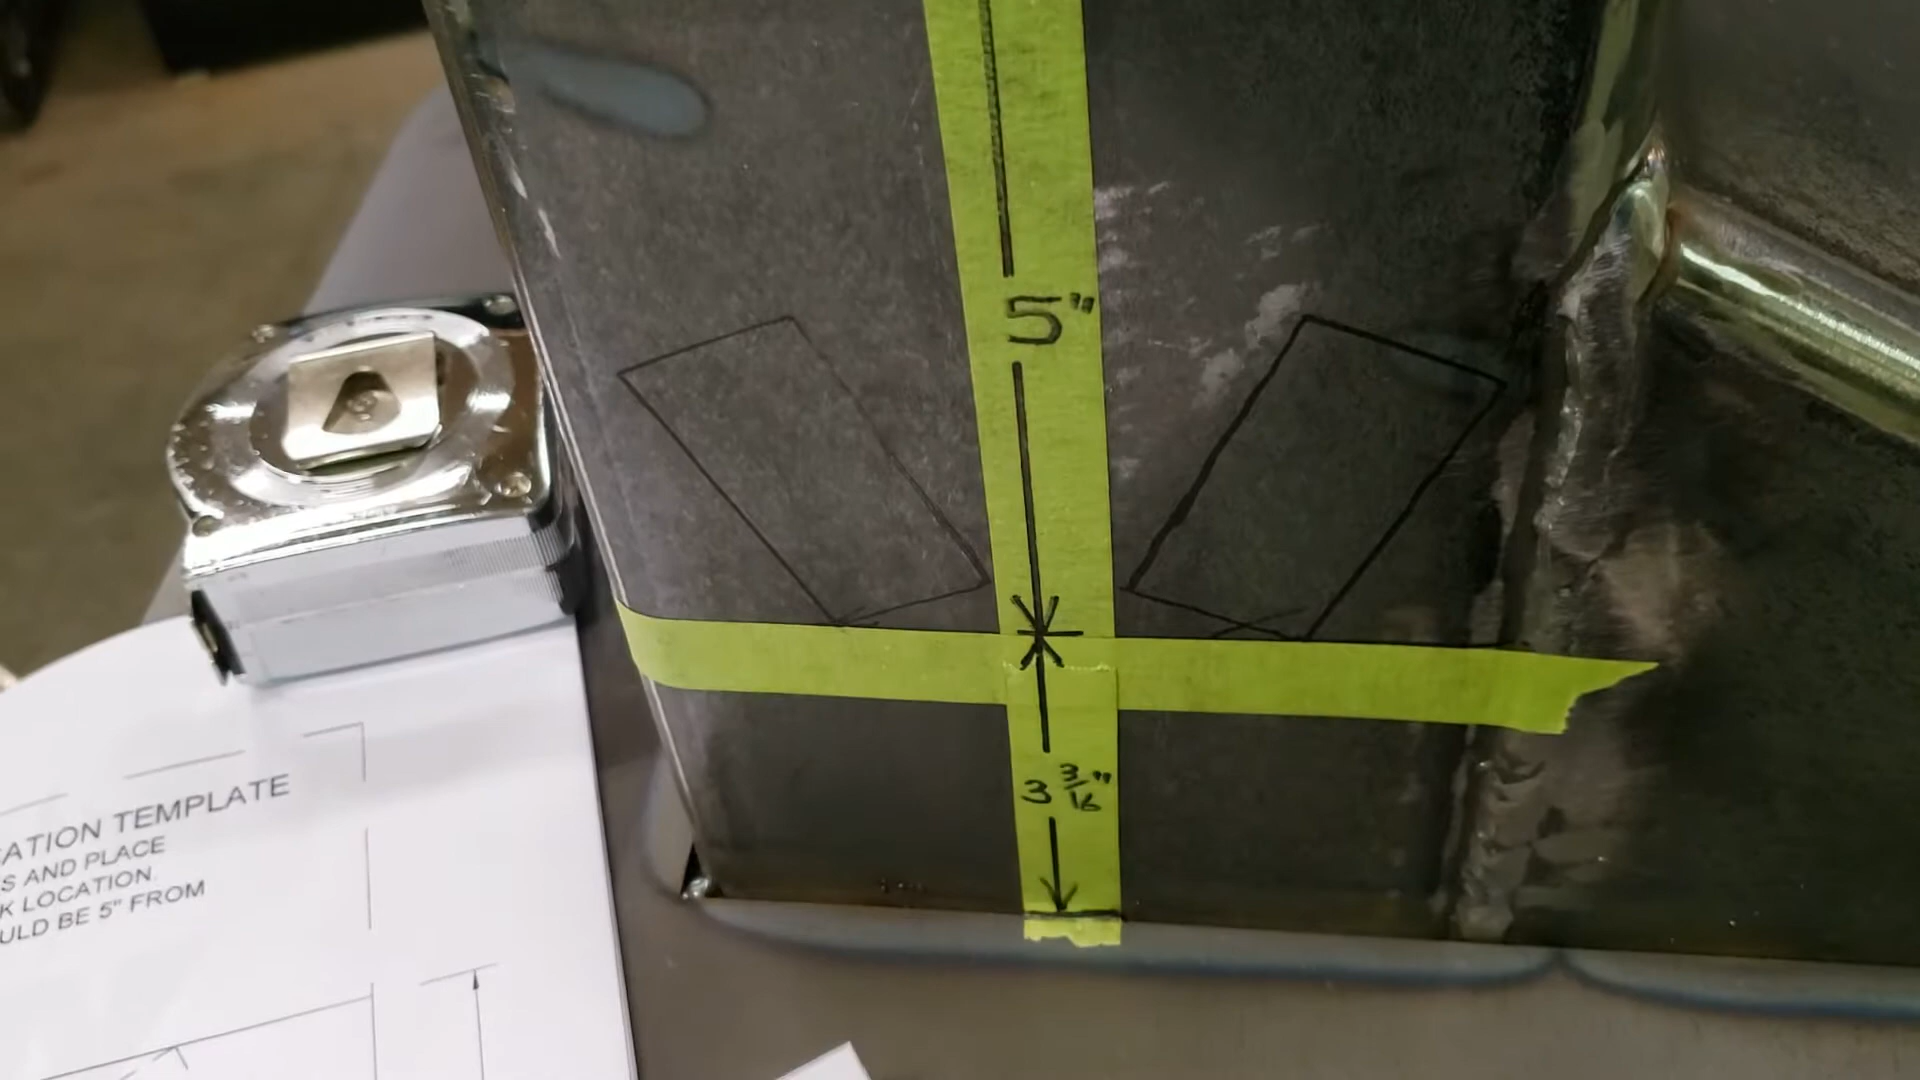 5"
3 3/16"
ATION TEMPLATE
S AND PLACE
K LOCATION.
ULD BE 5" FROM